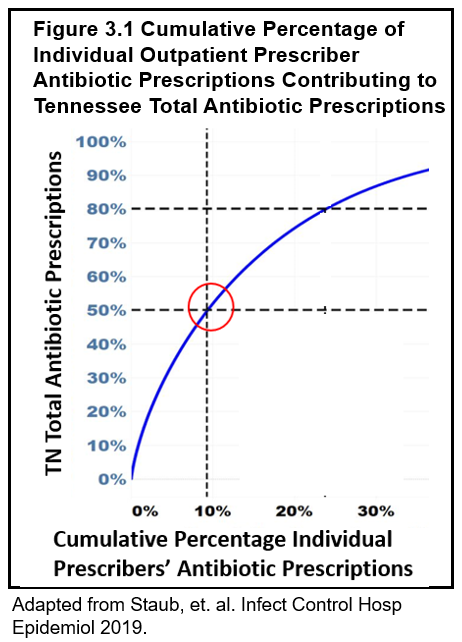 Figure 3.1 Cumulative Percentage of
Individual Outpatient Prescriber
Antibiotic Prescriptions Contributing to
Tennessee Total Antibiotic Prescriptions
TN Total Antibiotic Prescriptions
100%
90%
80%
70%
60%
50%
40%
30%
20%
10%
0%
0% 10% 20% 30%
Cumulative Percentage Individual
Prescribers’ Antibiotic Prescriptions
Adapted from Staub, et. al. Infect Control Hosp
Epidemiol 2019.